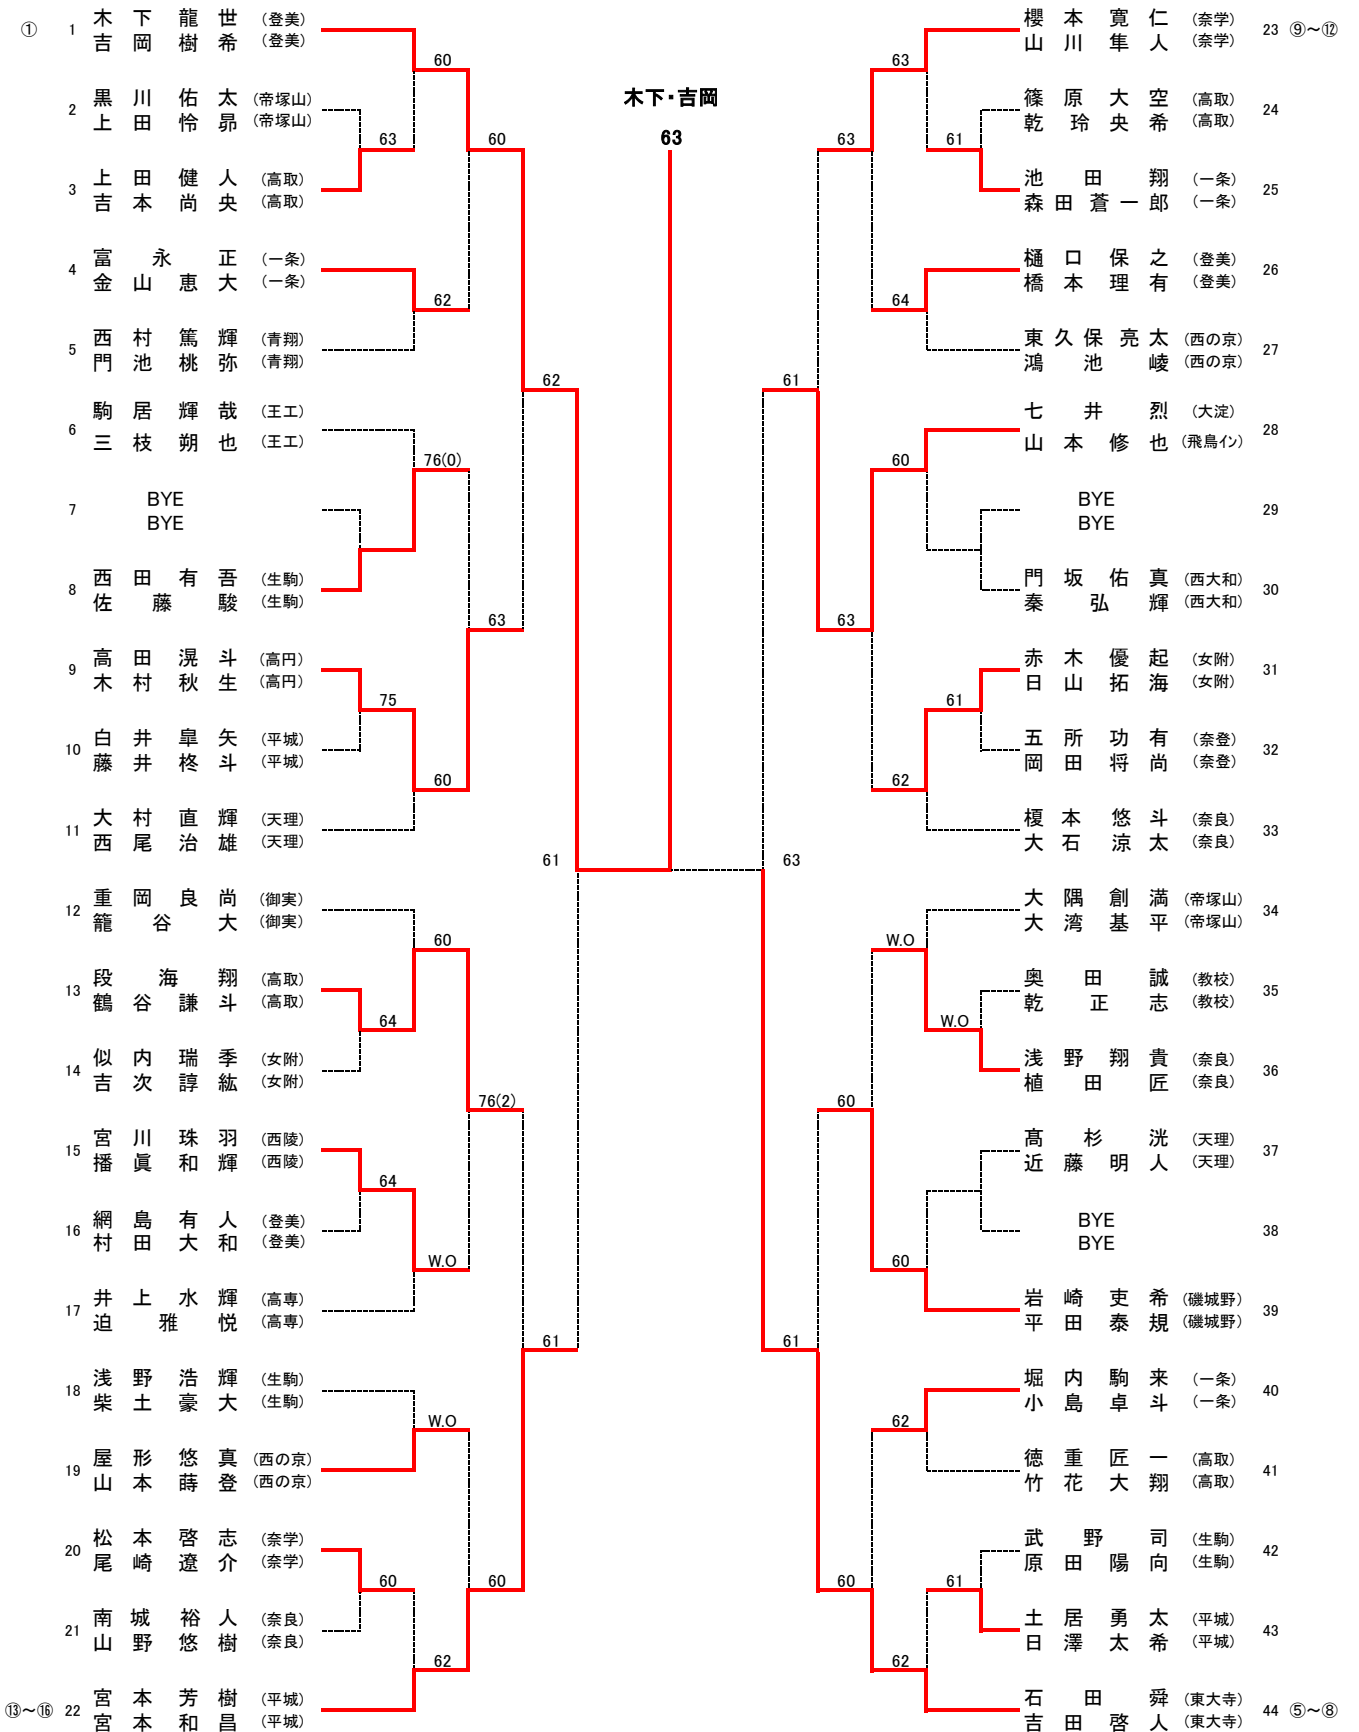 ① 1 木下龍世 (登美)
吉岡樹希 (登美)
60
2 黒川佑太 (帝塚山)
上田怜昴 (帝塚山)
63
60
3 上田健人 (高取)
吉本尚央 (高取)
4 富永正 (一条)
金山恵大 (一条)
62
5 西村篤輝 (青翔)
門池桃弥 (青翔)
62
6 駒居輝哉 (王工)
三枝朔也 (王工)
76(0)
7 BYE
BYE
8 西田有吾 (生駒)
佐藤駿 (生駒)
63
9 高田滉斗 (高円)
木村秋生 (高円)
75
10 白井皐矢 (平城)
藤井柊斗 (平城)
60
11 大村直輝 (天理)
西尾治雄 (天理)
61
12 重岡良尚 (御実)
籠谷大 (御実)
60
13 段海翔 (高取)
鶴谷謙斗 (高取)
64
14 似内瑞季 (女附)
吉次諄紘 (女附)
76(2)
15 宮川珠羽 (西陵)
播眞和輝 (西陵)
64
16 網島有人 (登美)
村田大和 (登美)
W.O
17 井上水輝 (高専)
迫雅悦 (高専)
61
18 浅野浩輝 (生駒)
柴土豪大 (生駒)
W.O
19 屋形悠真 (西の京)
山本蒔登 (西の京)
20 松本啓志 (奈学)
尾崎遼介 (奈学)
60
60
21 南城裕人 (奈良)
山野悠樹 (奈良)
62
⑬～⑯ 22 宮本芳樹 (平城)
宮本和昌 (平城)
木下・吉岡
63
櫻本寛仁 (奈学) 23 ⑨～⑫
山川隼人 (奈学)
63
篠原大空 (高取) 24
乾玲央希 (高取)
63
61
池田翔 (一条) 25
森田蒼一郎 (一条)
樋口保之 (登美) 26
橋本理有 (登美)
64
東久保亮太 (西の京) 27
鴻池崚 (西の京)
61
七井烈 (大淀) 28
山本修也 (飛鳥イン)
60
BYE 29
BYE
門坂佑真 (西大和) 30
秦弘輝 (西大和)
63
赤木優起 (女附) 31
日山拓海 (女附)
61
五所功有 (奈登) 32
岡田将尚 (奈登)
62
榎本悠斗 (奈良) 33
大石涼太 (奈良)
63
大隅創満 (帝塚山) 34
大湾基平 (帝塚山)
W.O
奥田誠 (教校) 35
乾正志 (教校)
W.O
浅野翔貴 (奈良) 36
植田匠 (奈良)
60
髙杉洸 (天理) 37
近藤明人 (天理)
BYE 38
BYE
60
岩崎吏希 (磯城野) 39
平田泰規 (磯城野)
61
堀内駒来 (一条) 40
小島卓斗 (一条)
62
徳重匠一 (高取) 41
竹花大翔 (高取)
武野司 (生駒) 42
原田陽向 (生駒)
60
61
土居勇太 (平城) 43
日澤太希 (平城)
62
石田舜 (東大寺) 44 ⑤～⑧
吉田啓人 (東大寺)